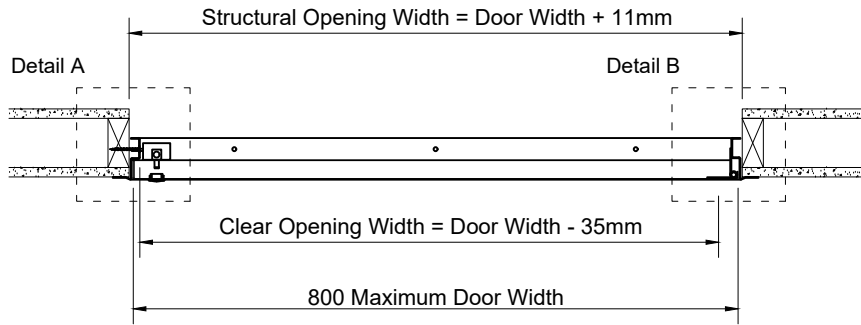 Structural Opening Width = Door Width + 11mm
Detail A
Detail B
Clear Opening Width = Door Width - 35mm
800 Maximum Door Width